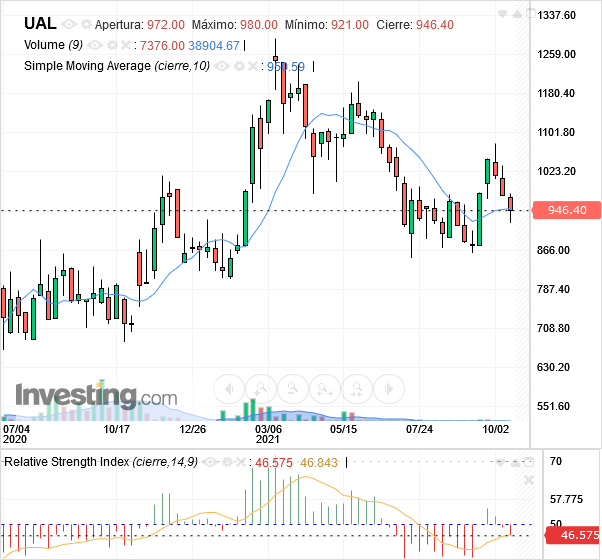 UAL Apertura: 972.00 Máximo: 980.00 Mínimo: 921.00 Cierre: 946.40
Volume (9) : 7376.00 38904.67
Simple Moving Average (cierre,10) :
1337.60
1259.00
1180.40
1101.80
1023.20
946.40
866.00
787.40
708.80
630.20
551.60
Investing.com
07/04 10/17 12/26 03/06 05/15 07/24 10/02
2020 2021
Relative Strength Index (cierre,14,9) : 46.575 46.843
70
57.775
50
46.575